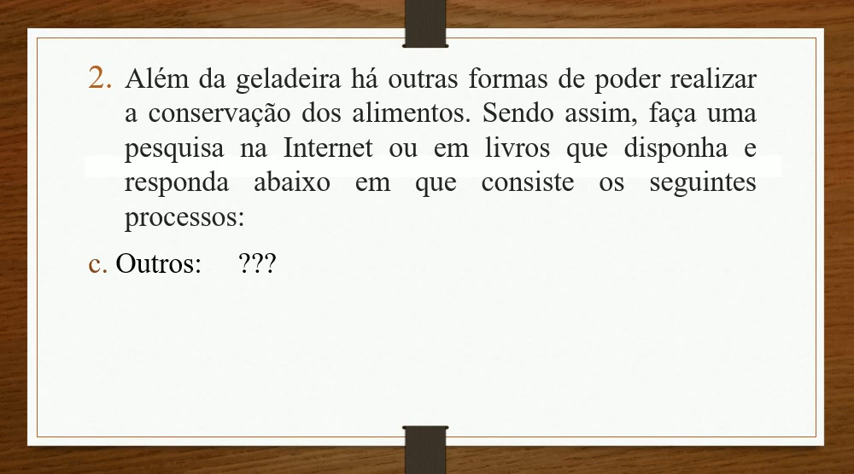 2. Além da geladeira há outras formas de poder realizar
a conservação dos alimentos. Sendo assim, faça uma
pesquisa na Internet ou em livros que disponha e
responda abaixo em que consiste os seguintes
processos:
c. Outros: ???